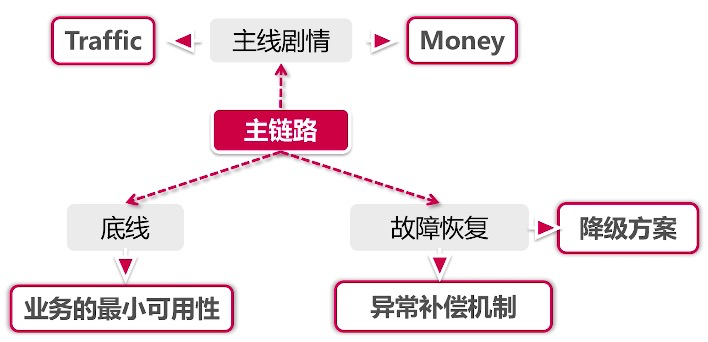 Traffic
主线剧情
Money
主链路
底线
故障恢复
降级方案
业务的最小可用性
异常补偿机制